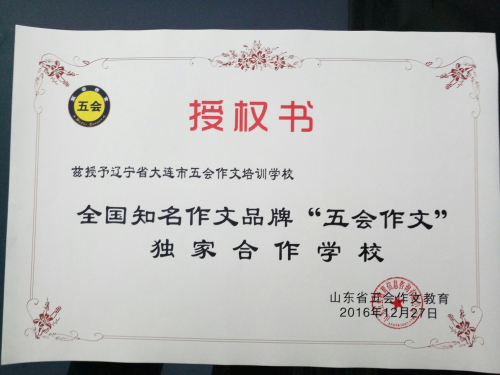 五会
授权书
兹授予辽宁省大连市五会作文培训学校
全国知名作文品牌“五会作文”
独家合作学校
山东省五会作文教育
2016年12月27日